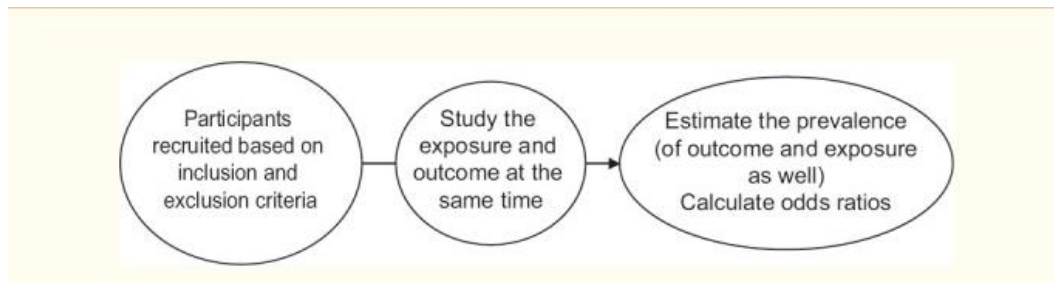 Participants
recruited based on
inclusion and
exclusion criteria
Study the
exposure and
outcome at the
same time
Estimate the prevalence
(of outcome and exposure
as well)
Calculate odds ratios